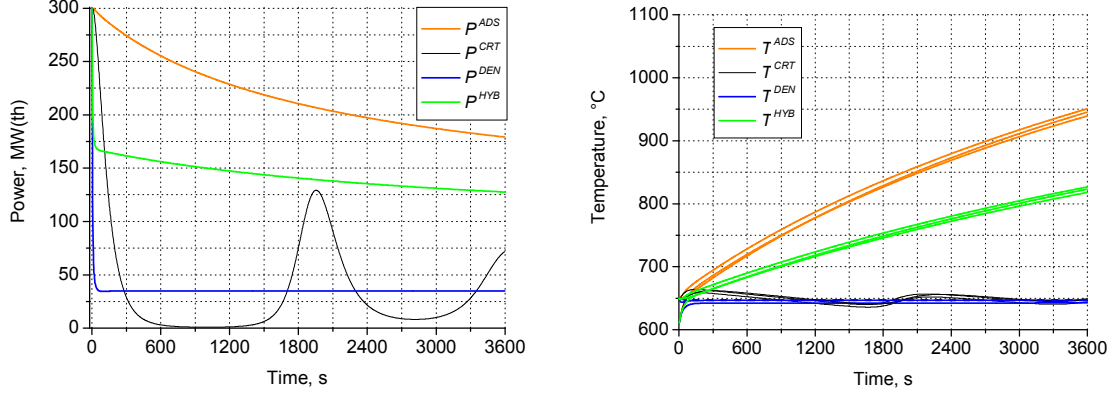 300
250
200
150
100
50
0
Power, MW(th)
0 600 1200 1800 2400 3000 3600
Time, s
P^ADS
P^CRT
P^DEN
P^HYB
1100
1000
900
800
700
600
Temperature, °C
0 600 1200 1800 2400 3000 3600
Time, s
T^ADS
T^CRT
T^DEN
T^HYB